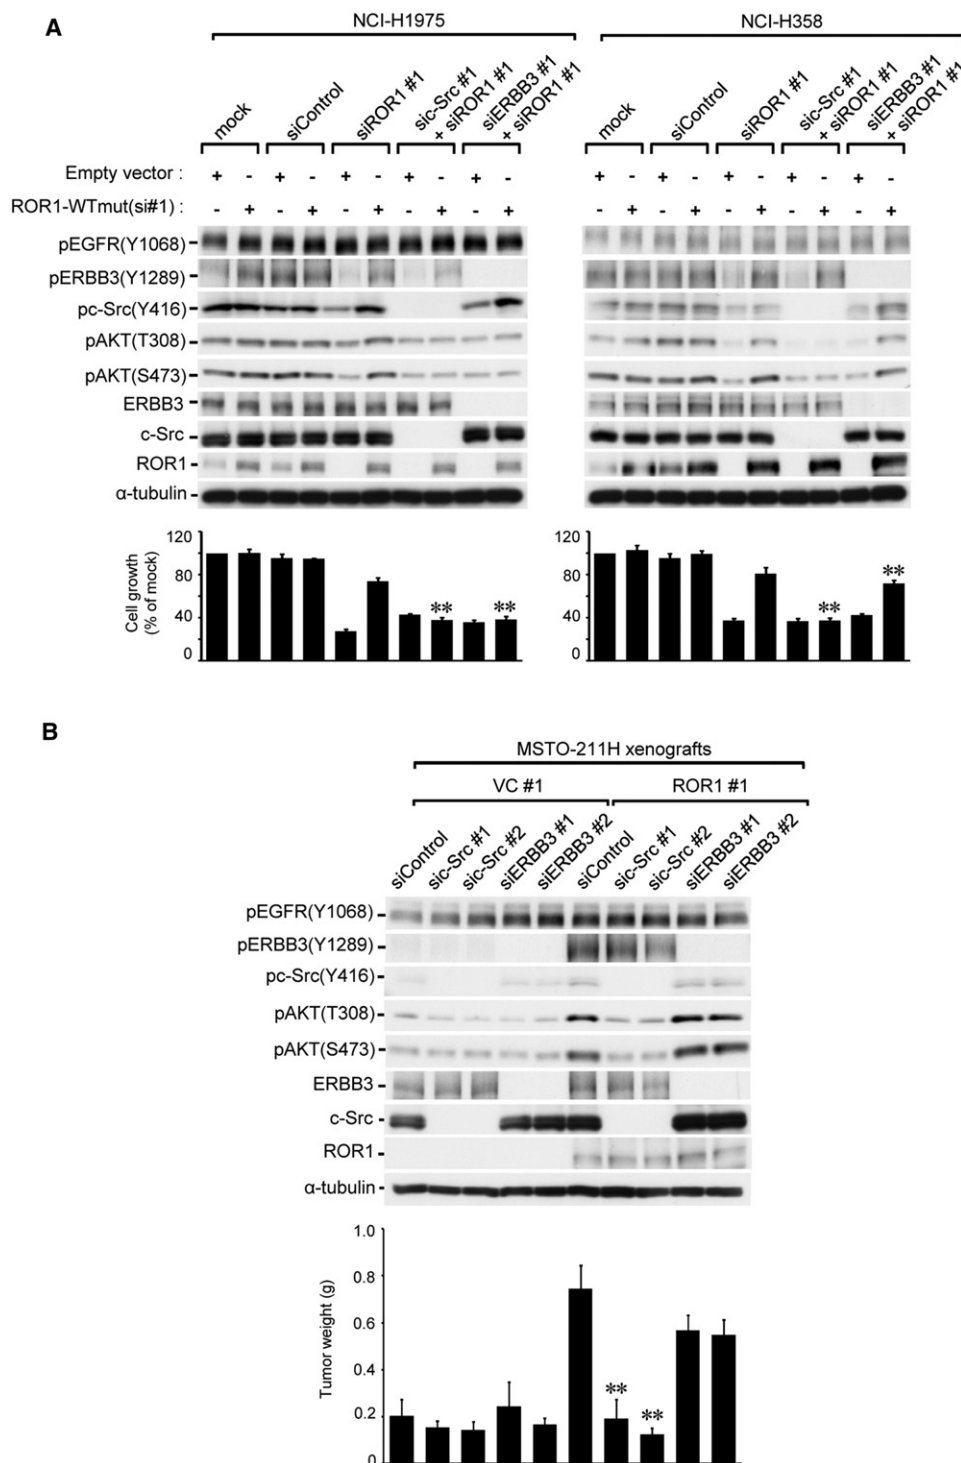 A
NCI-H1975
NCI-H358
mock
siControl
siROR1 #1
sic-Src #1
+ siROR1 #1
siERBB3 #1
+ siROR1 #1
mock
siControl
siROR1 #1
sic-Src #1
+ siROR1 #1
siERBB3 #1
+ siROR1 #1
Empty vector : + - + - + - + - + - + - + - + - + - + -
ROR1-WTmut(si#1) : - + - + - + - + - + - + - + - + - + - +
pEGFR(Y1068)
pERBB3(Y1289)
pc-Src(Y416)
pAKT(T308)
pAKT(S473)
ERBB3
c-Src
ROR1
α-tubulin
Cell growth
(% of mock)
120
80
40
0
** **
120
80
40
0
** **
B
MSTO-211H xenografts
VC #1
ROR1 #1
siControl
sic-Src #1
sic-Src #2
siERBB3 #1
siERBB3 #2
siControl
sic-Src #1
sic-Src #2
siERBB3 #1
siERBB3 #2
pEGFR(Y1068)
pERBB3(Y1289)
pc-Src(Y416)
pAKT(T308)
pAKT(S473)
ERBB3
c-Src
ROR1
α-tubulin
Tumor weight (g)
1.0
0.8
0.6
0.4
0.2
0
** **